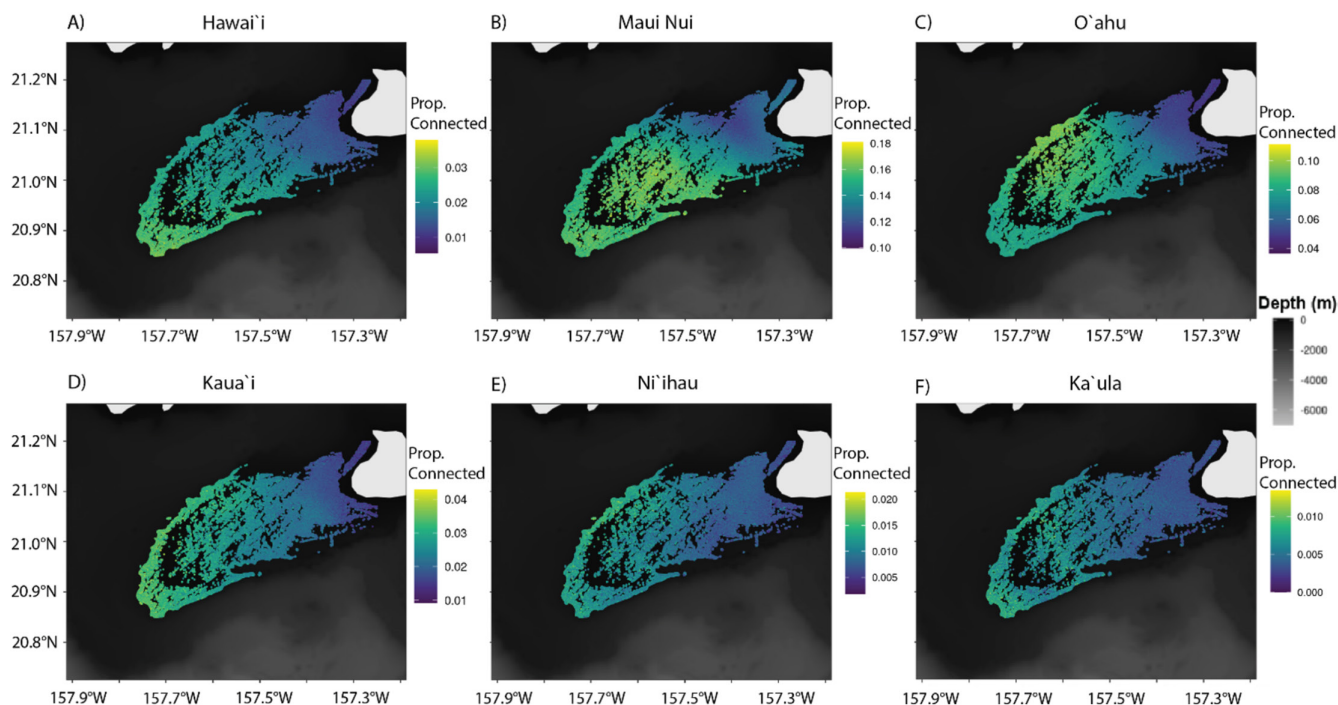 A) Hawai`i
B) Maui Nui
C) O`ahu
21.2°N
21.1°N
21.0°N
20.9°N
20.8°N
Prop.
Connected
0.03
0.02
0.01
Prop.
Connected
0.18
0.16
0.14
0.12
0.10
Prop.
Connected
0.10
0.08
0.06
0.04
157.9°W 157.7°W 157.5°W 157.3°W
157.9°W 157.7°W 157.5°W 157.3°W
157.9°W 157.7°W 157.5°W 157.3°W
Depth (m)
0
-2000
-4000
-6000
D) Kaua`i
E) Ni`ihau
F) Ka`ula
21.2°N
21.1°N
21.0°N
20.9°N
20.8°N
Prop.
Connected
0.04
0.03
0.02
0.01
Prop.
Connected
0.020
0.015
0.010
0.005
Prop.
Connected
0.010
0.005
0.000
157.9°W 157.7°W 157.5°W 157.3°W
157.9°W 157.7°W 157.5°W 157.3°W
157.9°W 157.7°W 157.5°W 157.3°W